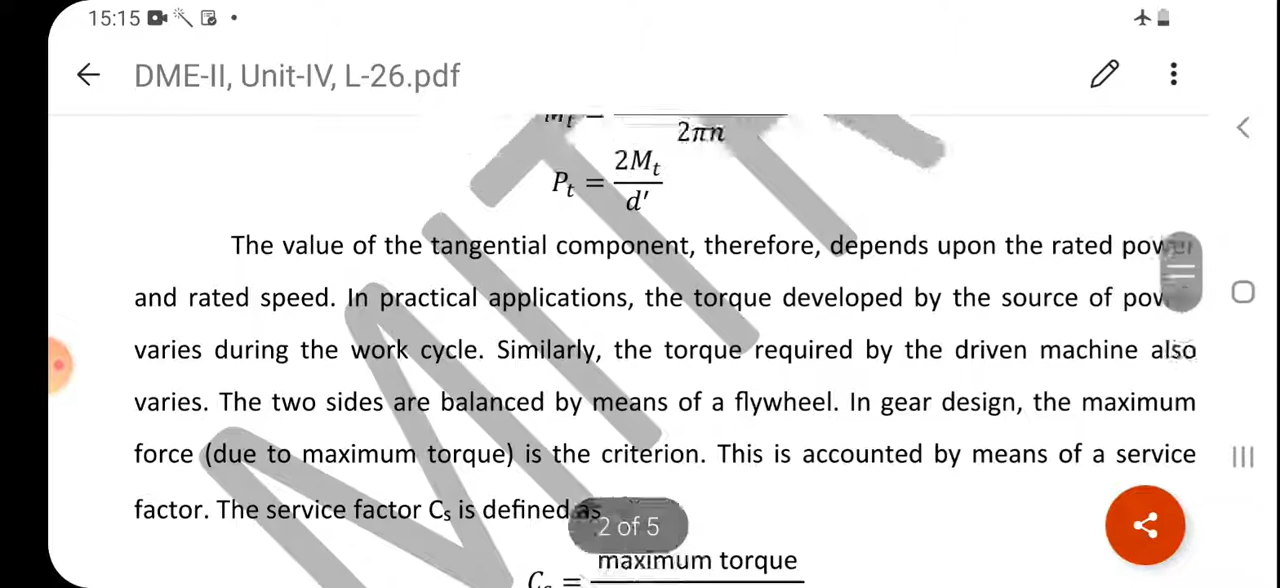 15:15
DME-II, Unit-IV, L-26.pdf
2πn
P_t = 2M_t / d′
The value of the tangential component, therefore, depends upon the rated power
and rated speed. In practical applications, the torque developed by the source of pow
varies during the work cycle. Similarly, the torque required by the driven machine also
varies. The two sides are balanced by means of a flywheel. In gear design, the maximum
force (due to maximum torque) is the criterion. This is accounted by means of a service
factor. The service factor C_s is defined as
2 of 5
maximum torque
C_s =